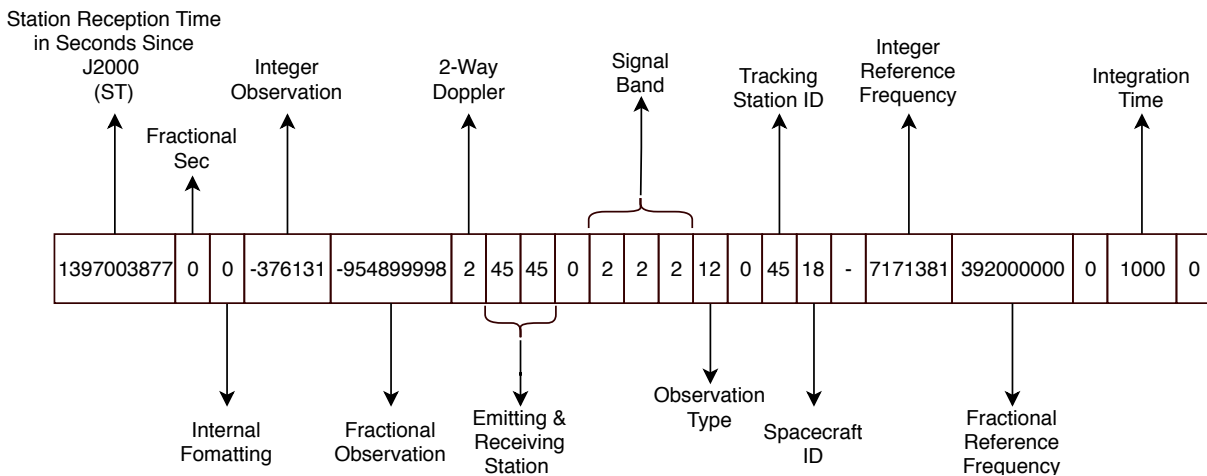 Station Reception Time
in Seconds Since
J2000
(ST)
Fractional
Sec
Integer
Observation
2-Way
Doppler
Signal
Band
Tracking
Station ID
Integer
Reference
Frequency
Integration
Time
1397003877 0 0 -376131 -954899998 2 45 45 0 2 2 2 12 0 45 18 - 7171381 392000000 0 1000 0
Internal
Fomatting
Fractional
Observation
Emitting &
Receiving
Station
Observation
Type
Spacecraft
ID
Fractional
Reference
Frequency